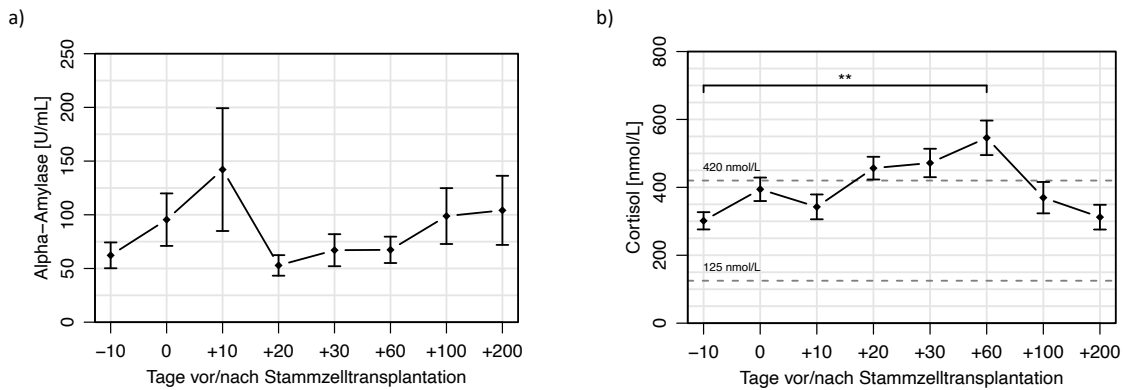 a)
b)
Alpha−Amylase [U/mL]
250
200
150
100
50
0
−10 0 +10 +20 +30 +60 +100 +200
Tage vor/nach Stammzelltransplantation
Cortisol [nmol/L]
800
600
400
200
0
**
420 nmol/L
125 nmol/L
−10 0 +10 +20 +30 +60 +100 +200
Tage vor/nach Stammzelltransplantation